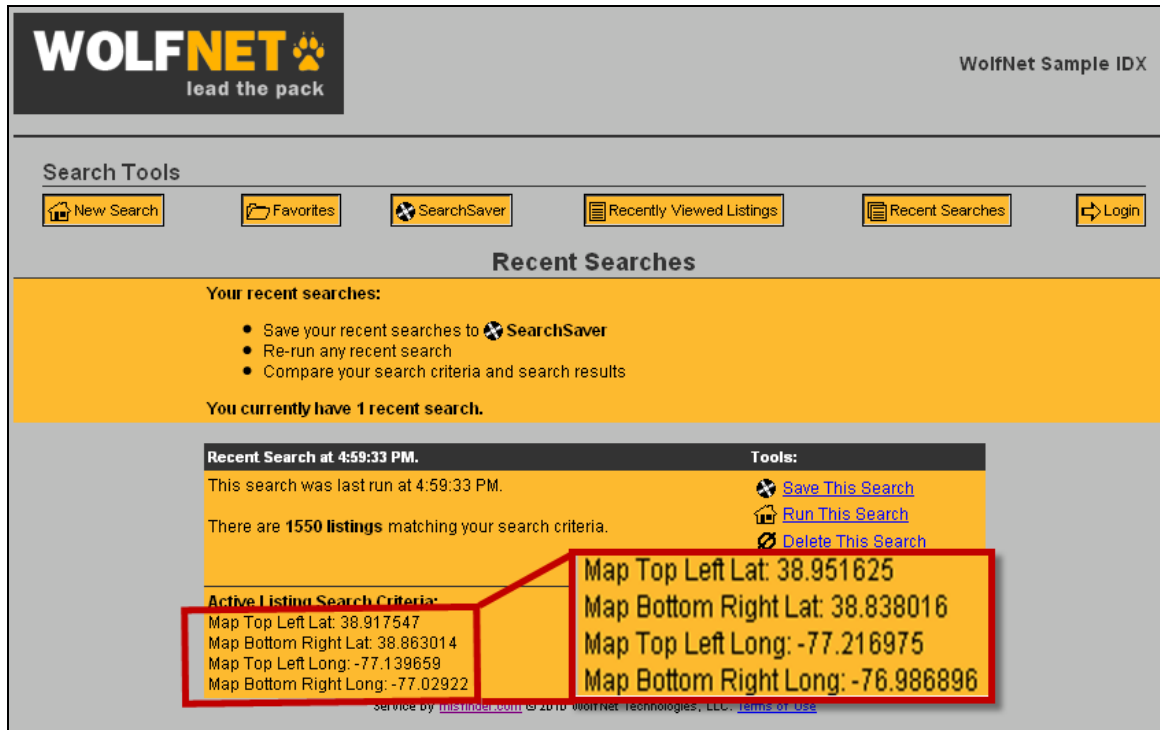 WOLFNET
lead the pack
WolfNet Sample IDX
Search Tools
New Search
Favorites
SearchSaver
Recently Viewed Listings
Recent Searches
Login
Recent Searches
Your recent searches:
Save your recent searches to SearchSaver
Re-run any recent search
Compare your search criteria and search results
You currently have 1 recent search.
Recent Search at 4:59:33 PM.
Tools:
This search was last run at 4:59:33 PM.
There are 1550 listings matching your search criteria.
Save This Search
Run This Search
Delete This Search
Active Listing Search Criteria:
Map Top Left Lat: 38.917547
Map Bottom Right Lat: 38.863014
Map Top Left Long: -77.139659
Map Bottom Right Long: -77.02922
Map Top Left Lat: 38.951625
Map Bottom Right Lat: 38.838016
Map Top Left Long: -77.216975
Map Bottom Right Long: -76.986896
Service by mlsfinder.com © 2010 WolfNet Technologies, LLC. Terms of Use